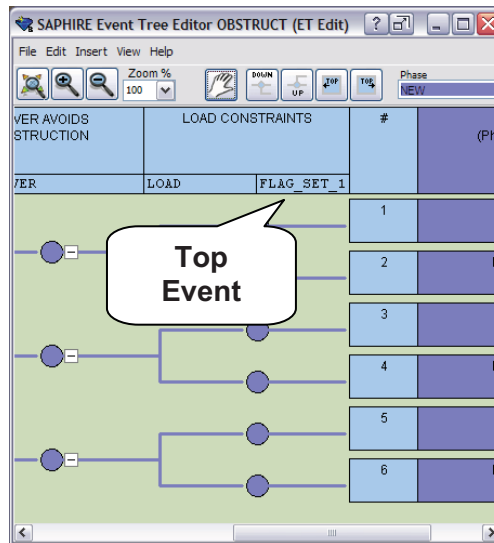 SAPHIRE Event Tree Editor OBSTRUCT (ET Edit)
File Edit Insert View Help
Zoom %
100
DOWN
UP
TOP
TOP
Phase
NEW
VER AVOIDS
STRUCTION
LOAD CONSTRAINTS
#
(Ph
VER
LOAD
FLAG_SET_1
Top
Event
1
2
3
4
5
6